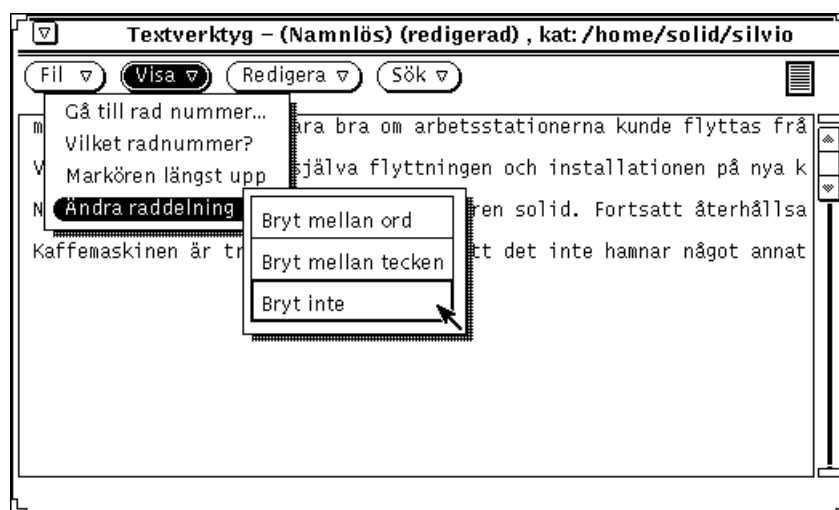 Textverktyg – (Namnlös) (redigerad) , kat: /home/solid/silvio
Fil Visa Redigera Sök
Gå till rad nummer...
Vilket radnummer?
Markören längst upp
Ändra raddelning
Bryt mellan ord
Bryt mellan tecken
Bryt inte
m ara bra om arbetsstationerna kunde flyttas frå
V själva flyttningen och installationen på nya k
N ren solid. Fortsatt återhållsa
Kaffemaskinen är tr tt det inte hamnar något annat